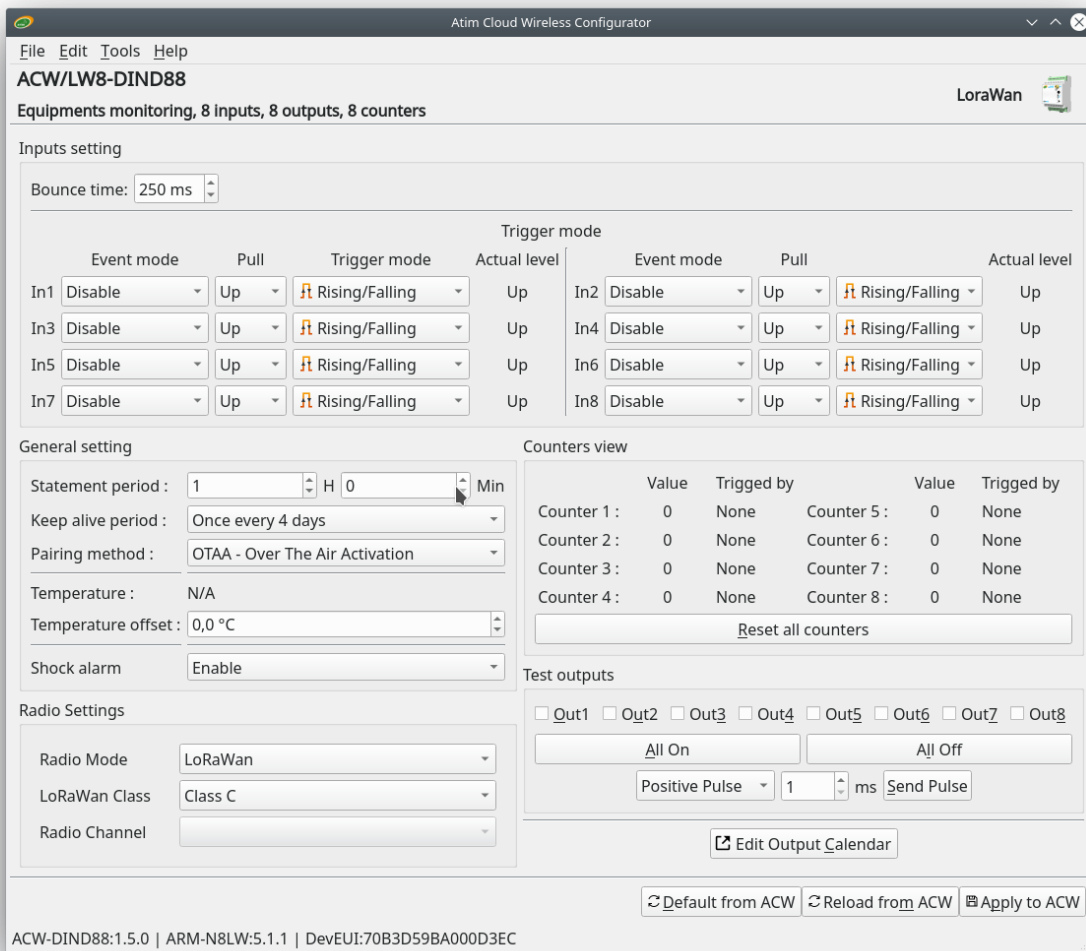 Atim Cloud Wireless Configurator
File Edit Tools Help
ACW/LW8-DIND88
Equipments monitoring, 8 inputs, 8 outputs, 8 counters
LoraWan
Inputs setting
Bounce time: 250 ms
Trigger mode
Event mode Pull Trigger mode Actual level Event mode Pull Actual level
In1 Disable Up Rising/Falling Up In2 Disable Up Rising/Falling Up
In3 Disable Up Rising/Falling Up In4 Disable Up Rising/Falling Up
In5 Disable Up Rising/Falling Up In6 Disable Up Rising/Falling Up
In7 Disable Up Rising/Falling Up In8 Disable Up Rising/Falling Up
General setting
Statement period : 1 H 0 Min
Keep alive period : Once every 4 days
Pairing method : OTAA - Over The Air Activation
Temperature : N/A
Temperature offset : 0,0 °C
Shock alarm Enable
Radio Settings
Radio Mode LoRaWan
LoRaWan Class Class C
Radio Channel
Counters view
Value Trigged by Value Trigged by
Counter 1 : 0 None Counter 5 : 0 None
Counter 2 : 0 None Counter 6 : 0 None
Counter 3 : 0 None Counter 7 : 0 None
Counter 4 : 0 None Counter 8 : 0 None
Reset all counters
Test outputs
Out1 Out2 Out3 Out4 Out5 Out6 Out7 Out8
All On All Off
Positive Pulse 1 ms Send Pulse
Edit Output Calendar
Default from ACW Reload from ACW Apply to ACW
ACW-DIND88:1.5.0 | ARM-N8LW:5.1.1 | DevEUI:70B3D59BA000D3EC